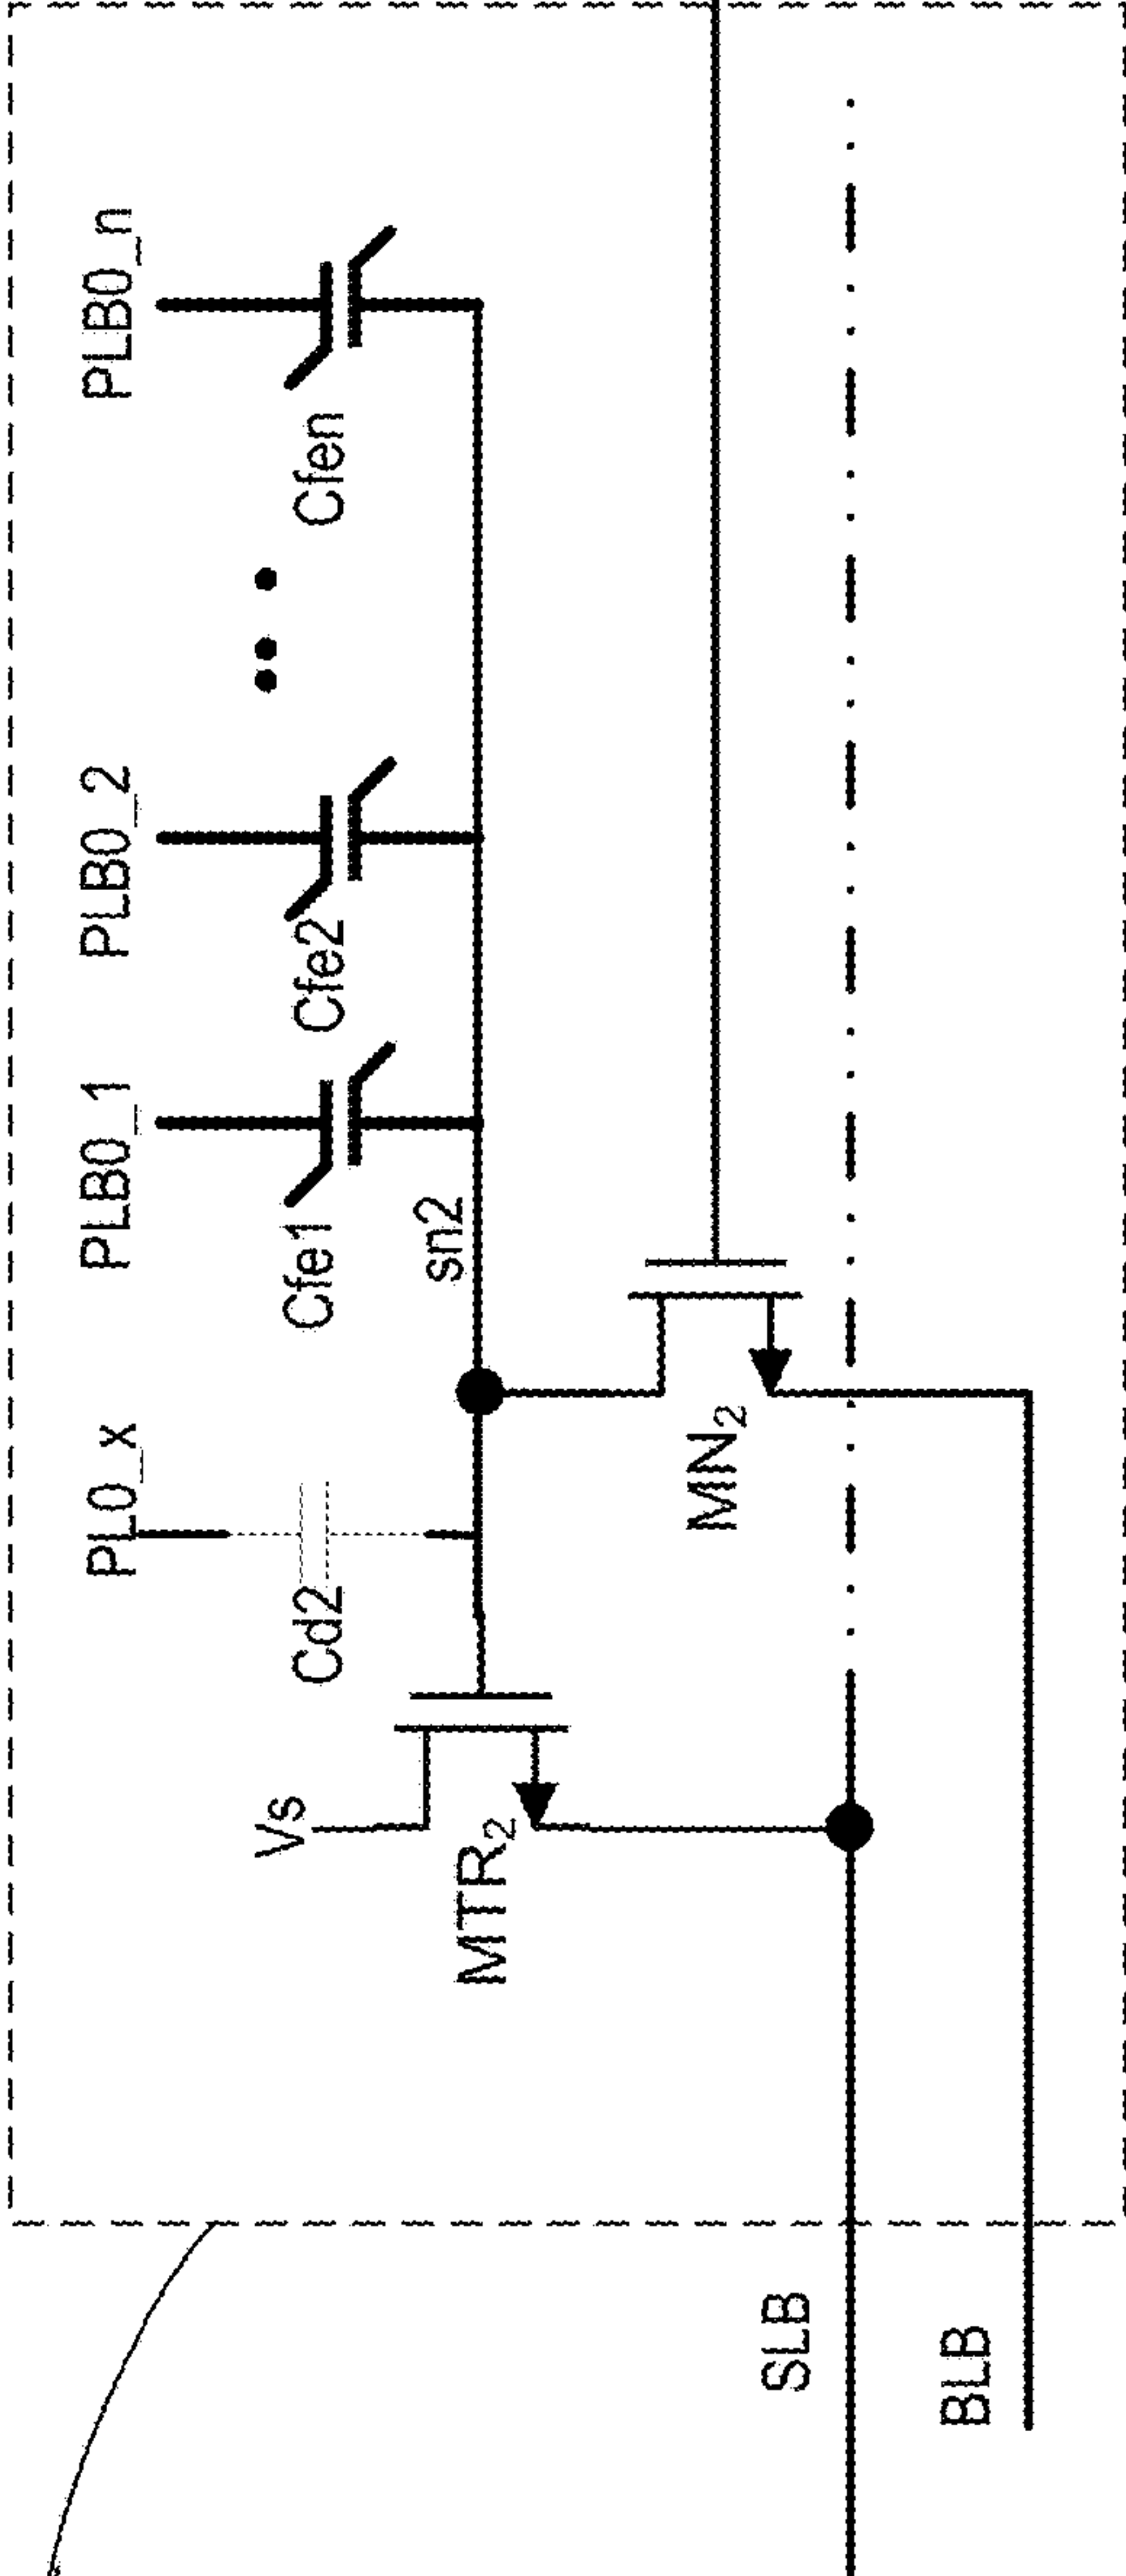 PLB0_n
Cfen
PLB0_2
Cfe2
PLB0_1
Cfe1
sn2
PL0_x
Cd2
MN₂
Vs
MTR₂
SLB
BLB